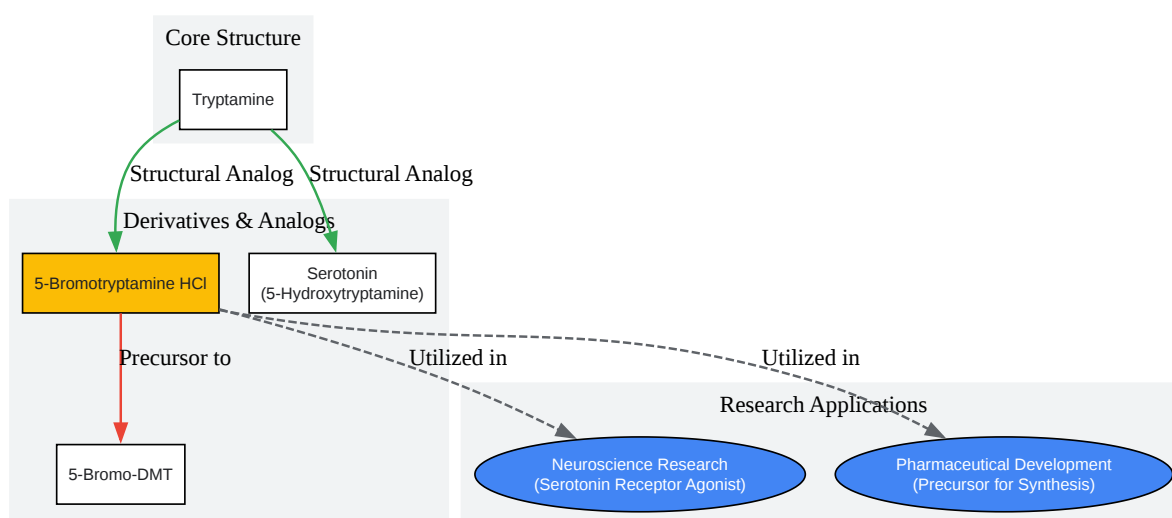 Core Structure
Tryptamine
Structural Analog
Structural Analog
Derivatives & Analogs
5-Bromotryptamine HCl
Serotonin
(5-Hydroxytryptamine)
Precursor to
Utilized in
Utilized in
Research Applications
5-Bromo-DMT
Neuroscience Research
(Serotonin Receptor Agonist)
Pharmaceutical Development
(Precursor for Synthesis)